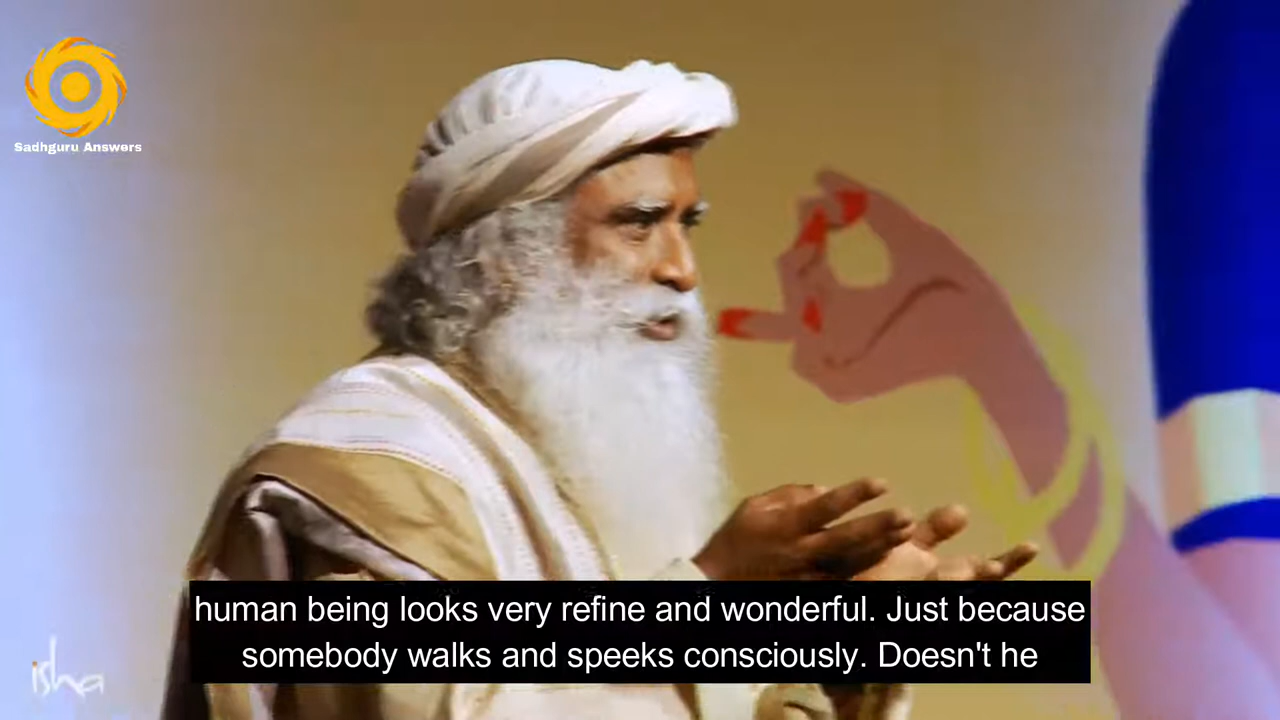 Sadhguru Answers
human being looks very refine and wonderful. Just because
somebody walks and speeks consciously. Doesn't he
isha